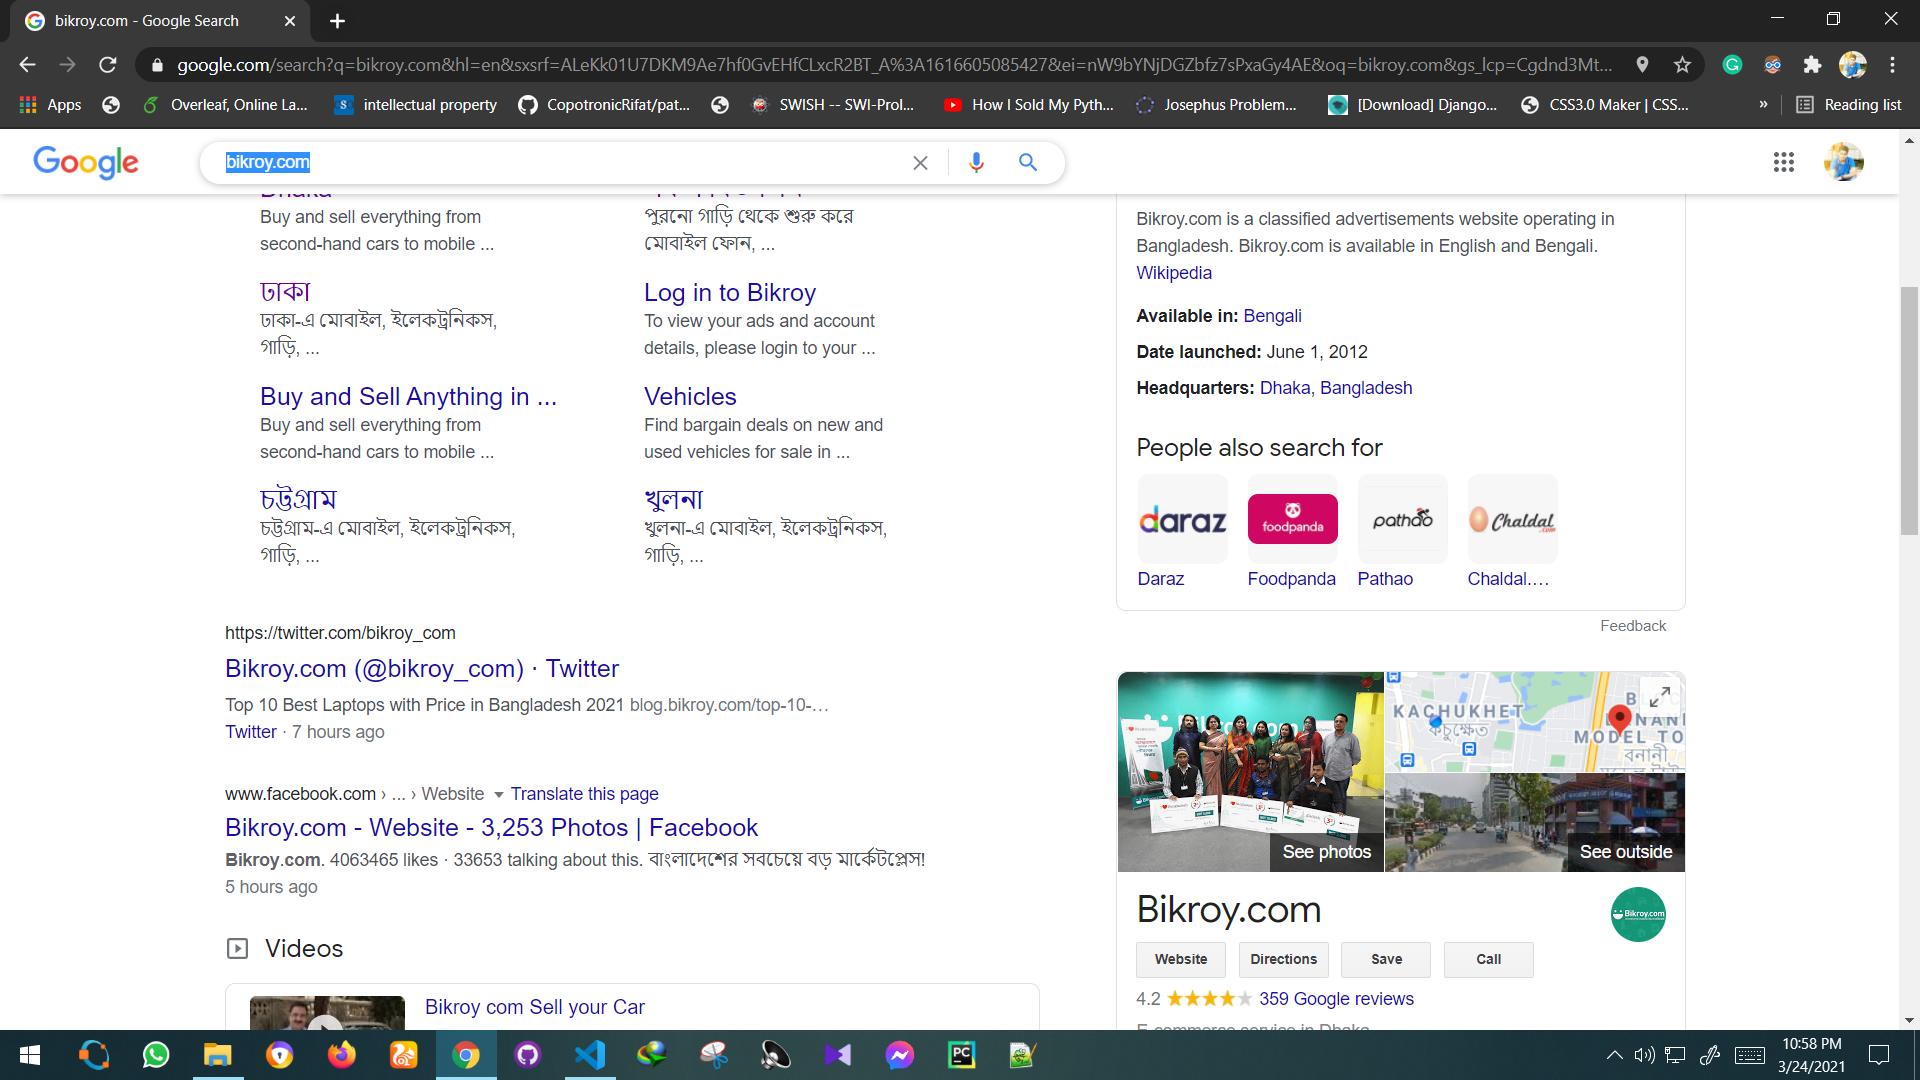 bikroy.com - Google Search
google.com/search?q=bikroy.com&hl=en&sxsrf=ALeKk01U7DKM9Ae7hf0GvEHfCLxcR2BT_A%3A1616605085427&ei=nW9bYNjDGZbfz7sPxaGy4AE&oq=bikroy.com&gs_lcp=Cgdnd3Mt...
Apps
Overleaf, Online La...
intellectual property
CopotronicRifat/pat...
SWISH -- SWI-Prol...
How I Sold My Pyth...
Josephus Problem...
[Download] Django...
CSS3.0 Maker | CSS...
»
Reading list
Google
bikroy.com
Dhaka
Buy and sell everything from
second-hand cars to mobile ...
পুরনো গাড়ি থেকে শুরু করে
মোবাইল ফোন, ...
ঢাকা
ঢাকা-এ মোবাইল, ইলেকট্রনিকস,
গাড়ি, ...
Log in to Bikroy
To view your ads and account
details, please login to your ...
Buy and Sell Anything in ...
Buy and sell everything from
second-hand cars to mobile ...
Vehicles
Find bargain deals on new and
used vehicles for sale in ...
চট্টগ্রাম
চট্টগ্রাম-এ মোবাইল, ইলেকট্রনিকস,
গাড়ি, ...
খুলনা
খুলনা-এ মোবাইল, ইলেকট্রনিকস,
গাড়ি, ...
https://twitter.com/bikroy_com
Bikroy.com (@bikroy_com) · Twitter
Top 10 Best Laptops with Price in Bangladesh 2021 blog.bikroy.com/top-10-…
Twitter · 7 hours ago
www.facebook.com › ... › Website Translate this page
Bikroy.com - Website - 3,253 Photos | Facebook
Bikroy.com. 4063465 likes · 33653 talking about this. বাংলাদেশের সবচেয়ে বড় মার্কেটপ্লেস!
5 hours ago
Videos
Bikroy com Sell your Car
Bikroy.com is a classified advertisements website operating in
Bangladesh. Bikroy.com is available in English and Bengali.
Wikipedia
Available in: Bengali
Date launched: June 1, 2012
Headquarters: Dhaka, Bangladesh
People also search for
daraz
foodpanda
pathao
Chaldal.com
Daraz
Foodpanda
Pathao
Chaldal....
Feedback
KACHUKHET
কচুক্ষেত
MODEL TO
বনানী
See photos
See outside
Bikroy.com
Bikroy.com
Website
Directions
Save
Call
4.2 359 Google reviews
E-commerce service in Dhaka
PC
10:58 PM
3/24/2021